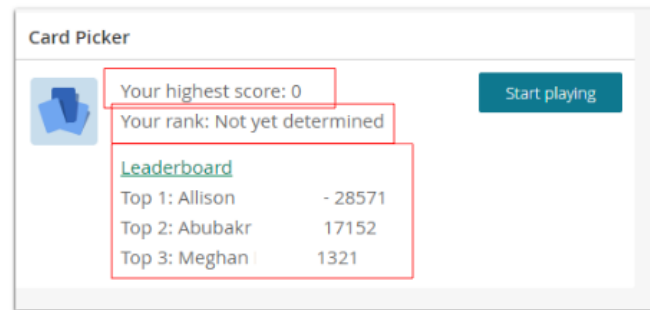 Card Picker
Your highest score: 0
Start playing
Your rank: Not yet determined
Leaderboard
Top 1: Allison - 28571
Top 2: Abubakr 17152
Top 3: Meghan 1321